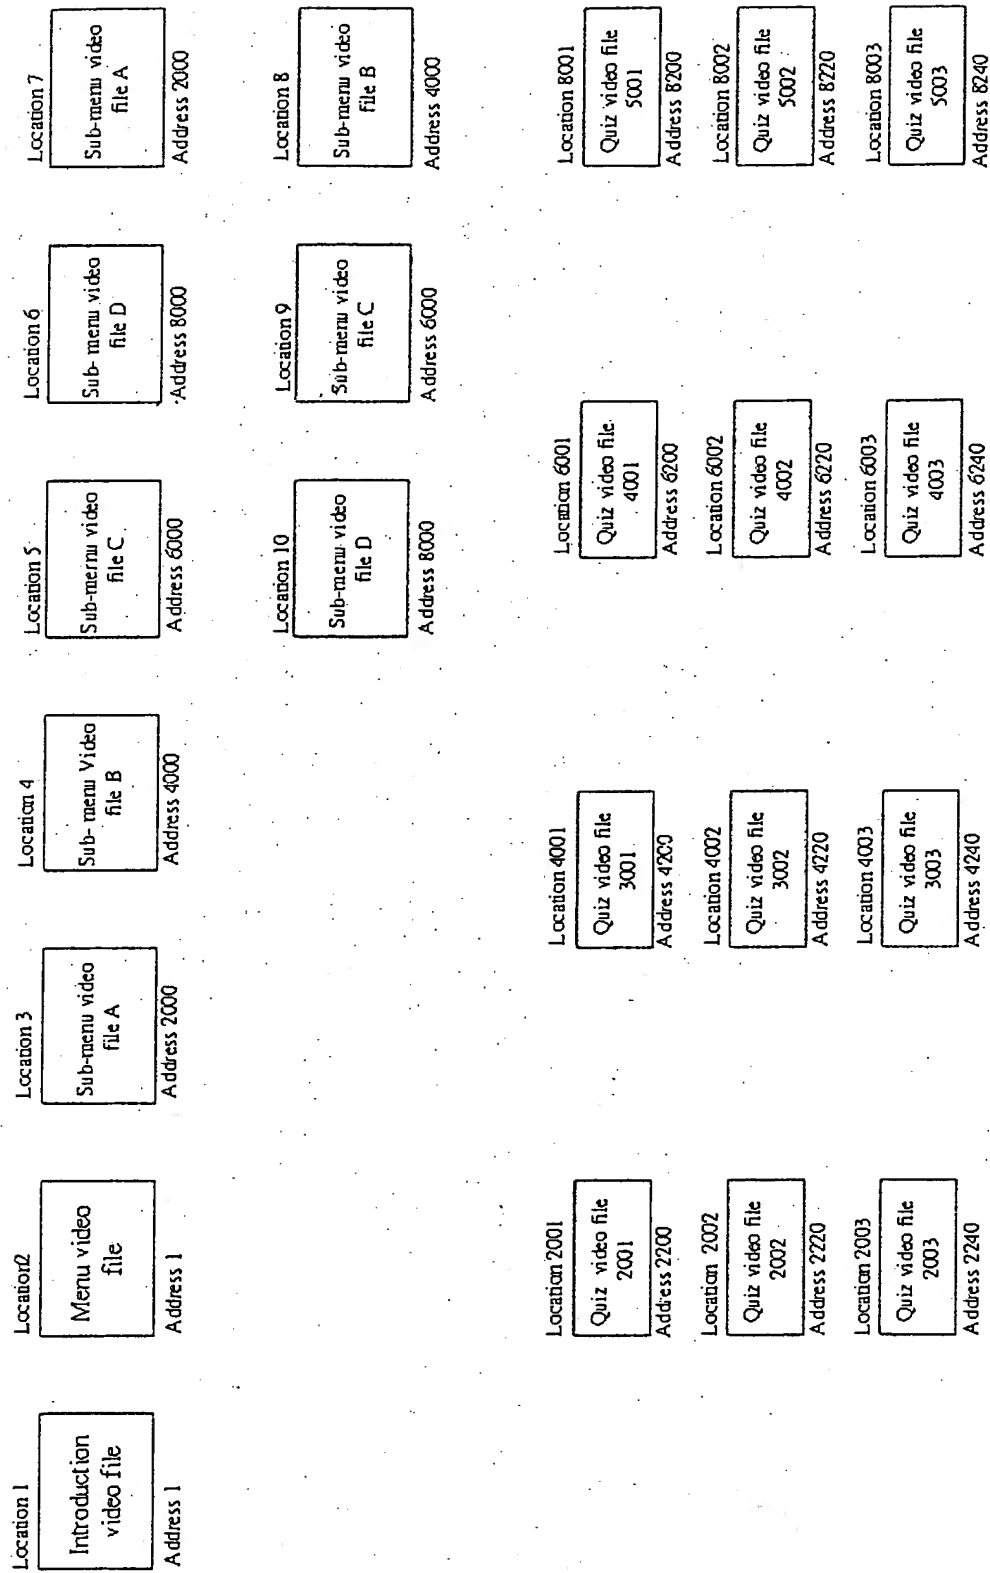 Location 1
Introduction
video file
Address 1
Location2
Menu video
file
Address 1
Location 3
Sub-menu video
file A
Address 2000
Location 4
Sub- menu Video
file B
Address 4000
Location 5
Sub-menu video
file C
Address 6000
Location 6
Sub- menu video
file D
Address 8000
Location 7
Sub-menu video
file A
Address 2000
Location 10
Sub-menu video
file D
Address 8000
Location 9
Sub-menu video
file C
Address 6000
Location 8
Sub-menu video
file B
Address 4000
Location 2001
Quiz video file
2001
Address 2200
Location 4001
Quiz video file
3001
Address 4200
Location 6001
Quiz video file
4001
Address 6200
Location 8001
Quiz video file
5001
Address 8200
Location 2002
Quiz video file
2002
Address 2220
Location 4002
Quiz video file
3002
Address 4220
Location 6002
Quiz video file
4002
Address 6220
Location 8002
Quiz video file
5002
Address 8220
Location 2003
Quiz video file
2003
Address 2240
Location 4003
Quiz video file
3003
Address 4240
Location 6003
Quiz video file
4003
Address 6240
Location 8003
Quiz video file
5003
Address 8240